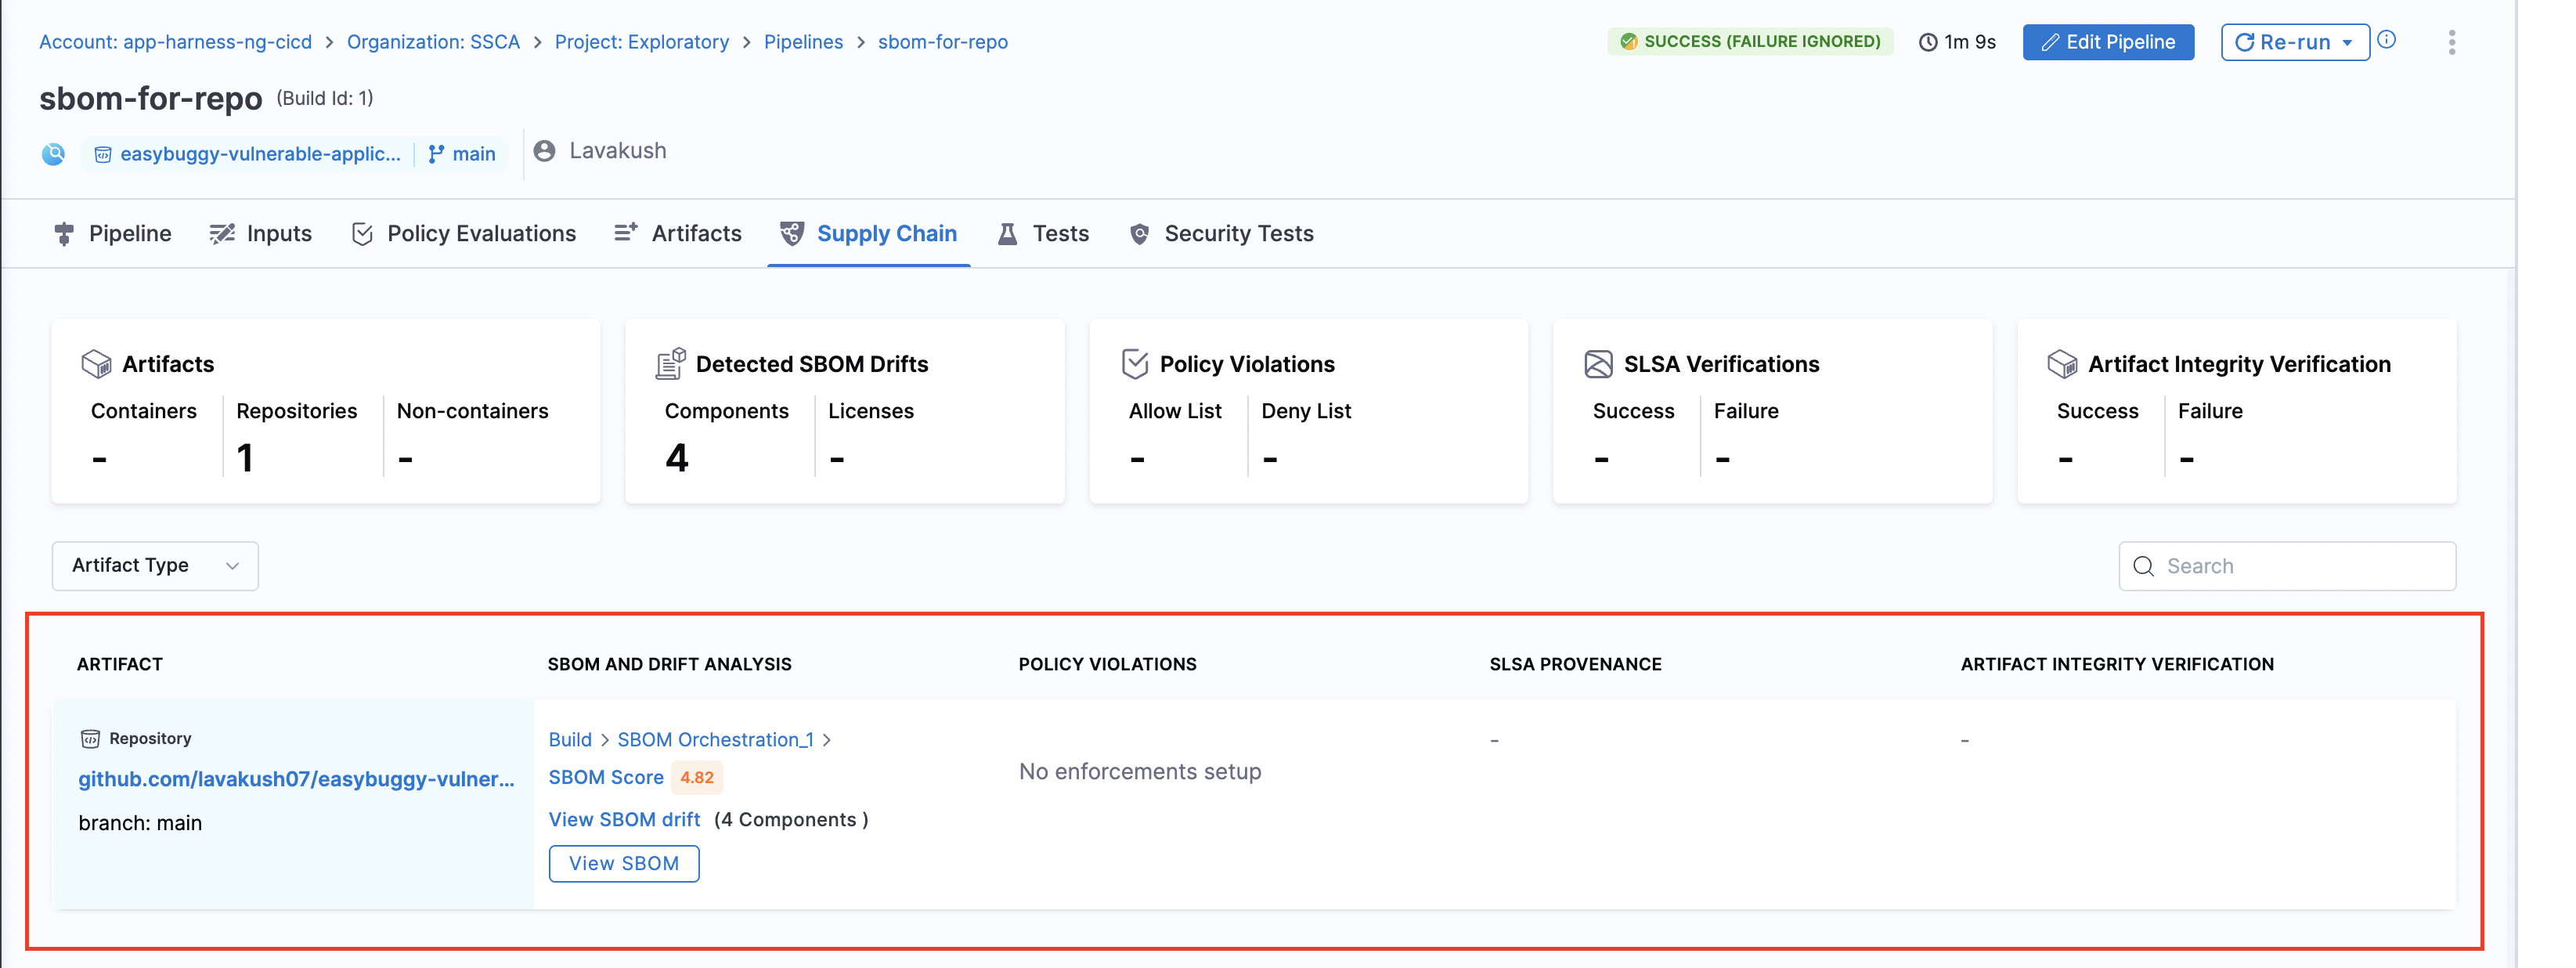 Account: app-harness-ng-cicd > Organization: SSCA > Project: Exploratory > Pipelines > sbom-for-repo
SUCCESS (FAILURE IGNORED) 1m 9s Edit Pipeline Re-run
sbom-for-repo (Build Id: 1)
easybuggy-vulnerable-applic... main Lavakush
Pipeline Inputs Policy Evaluations Artifacts Supply Chain Tests Security Tests
Artifacts
Containers Repositories Non-containers
- 1 -
Detected SBOM Drifts
Components Licenses
4 -
Policy Violations
Allow List Deny List
- -
SLSA Verifications
Success Failure
- -
Artifact Integrity Verification
Success Failure
- -
Artifact Type
Search
ARTIFACT SBOM AND DRIFT ANALYSIS POLICY VIOLATIONS SLSA PROVENANCE ARTIFACT INTEGRITY VERIFICATION
Repository
github.com/lavakush07/easybuggy-vulner...
branch: main
Build > SBOM Orchestration_1 >
SBOM Score 4.82
View SBOM drift (4 Components )
View SBOM
No enforcements setup
-
-